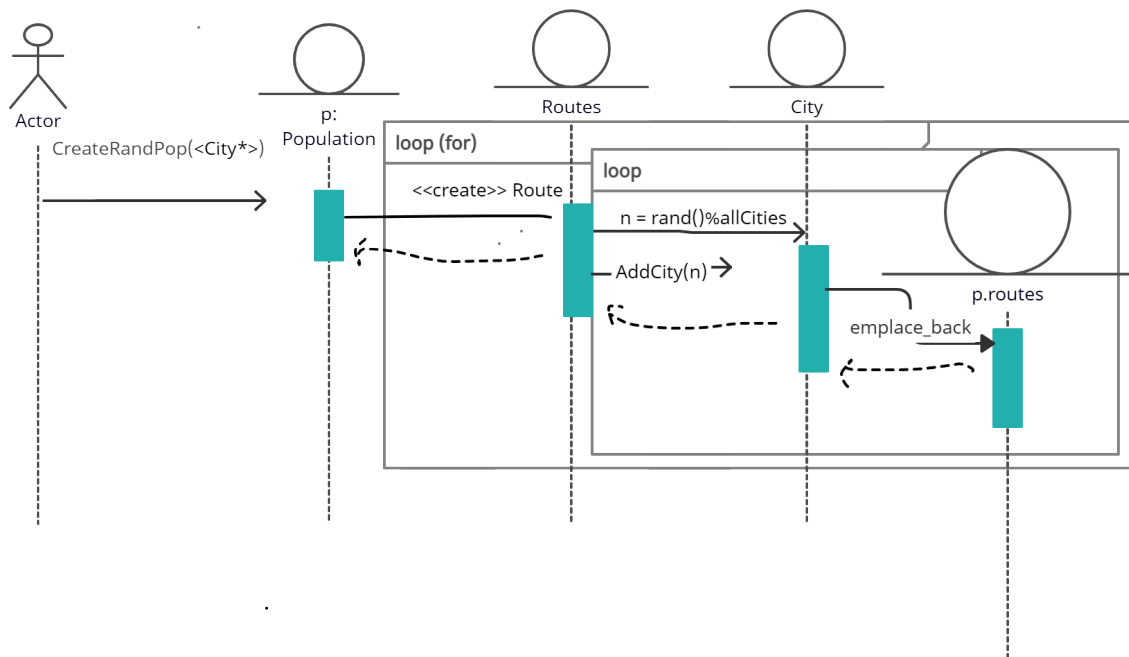 Actor
p:
Population
Routes
City
CreateRandPop(<City*>)
loop (for)
loop
<<create>> Route
n = rand()%allCities
AddCity(n)
p.routes
emplace_back